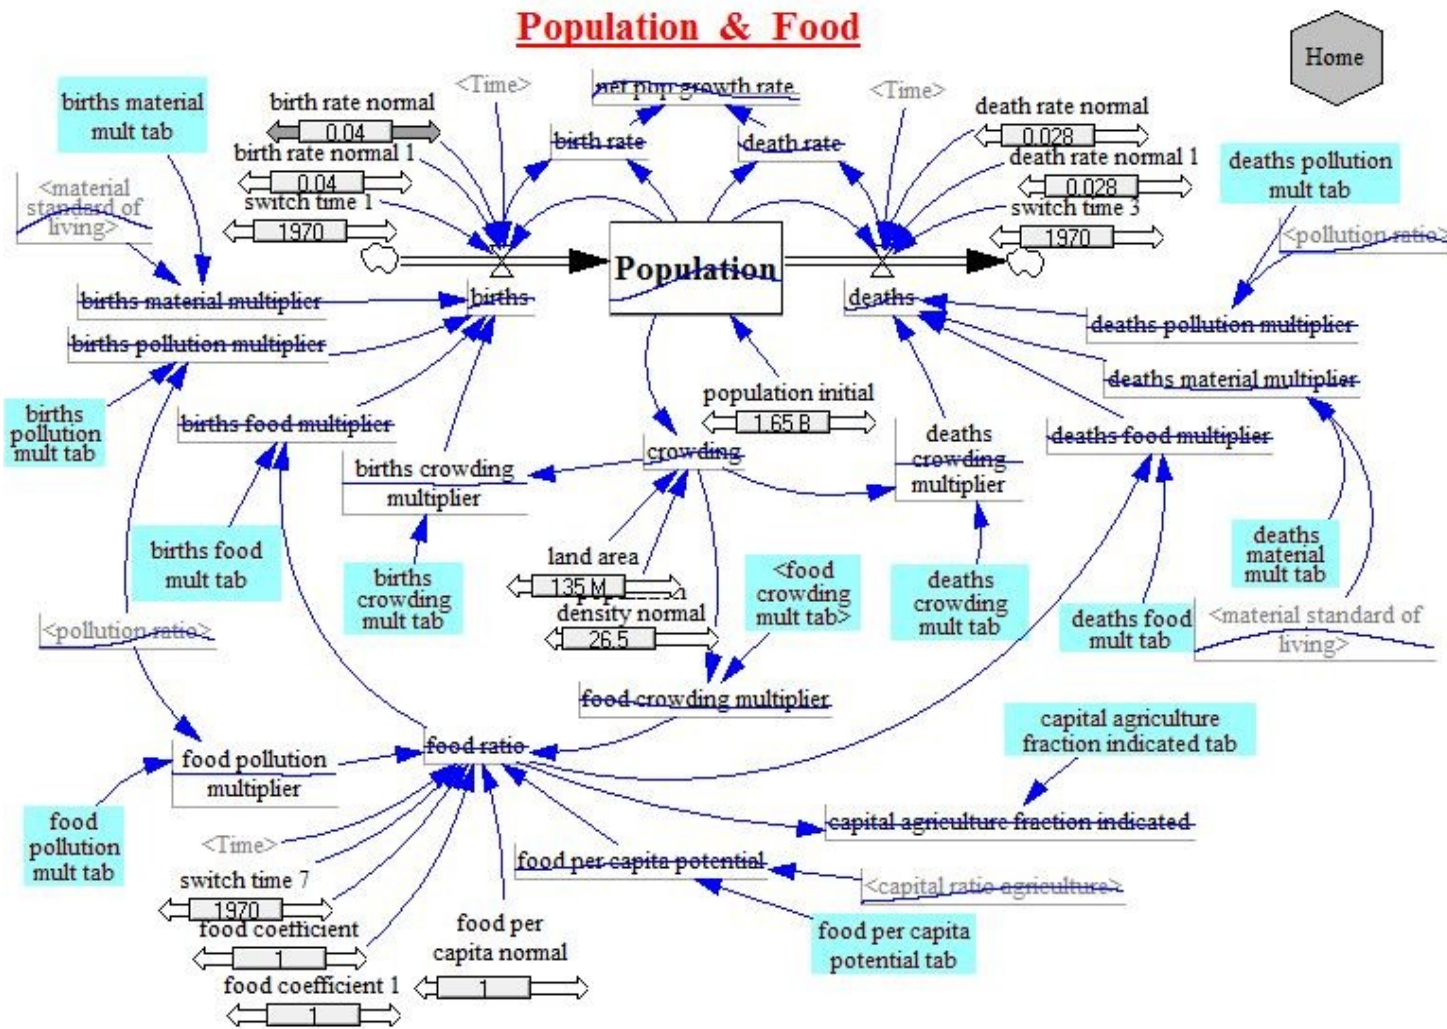 Population & Food
Home
births material
mult tab
birth rate normal
0.04
birth rate normal 1
0.04
switch time 1
1970
<Time>
net pop growth rate
birth rate
death rate
<Time>
death rate normal
0.028
death rate normal 1
0.028
switch time 3
1970
deaths pollution
mult tab
<pollution ratio>
<material
standard of
living>
Population
births material multiplier
births
deaths
births pollution multiplier
deaths pollution multiplier
deaths material multiplier
births
pollution
mult tab
births food multiplier
population initial
1.65 B
deaths food multiplier
births crowding
multiplier
crowding
deaths
crowding
multiplier
births food
mult tab
births
crowding
mult tab
land area
135 M
density normal
26.5
<food
crowding
mult tab>
deaths
crowding
mult tab
deaths
material
mult tab
deaths food
mult tab
<material standard of
living>
<pollution ratio>
food crowding multiplier
food ratio
capital agriculture
fraction indicated tab
food pollution
multiplier
food
pollution
mult tab
capital agriculture fraction indicated
<Time>
switch time 7
1970
food coefficient
1
food coefficient 1
1
food per
capita normal
1
food per capita potential
<capital ratio agriculture>
food per capita
potential tab